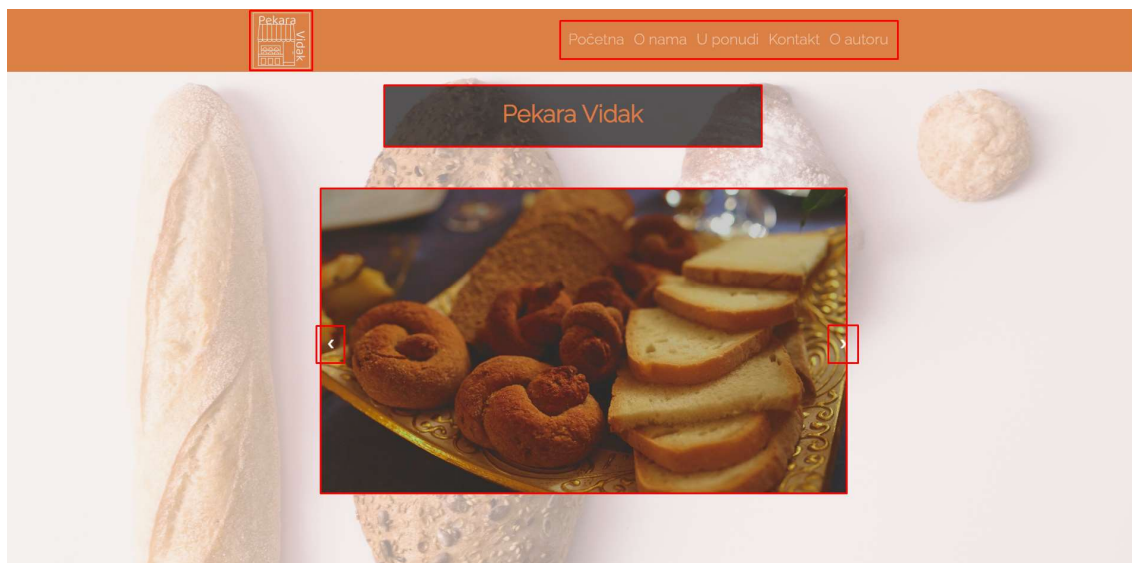 Pekara
Vidak
Početna O nama U ponudi Kontakt O autoru
Pekara Vidak
‹ ›